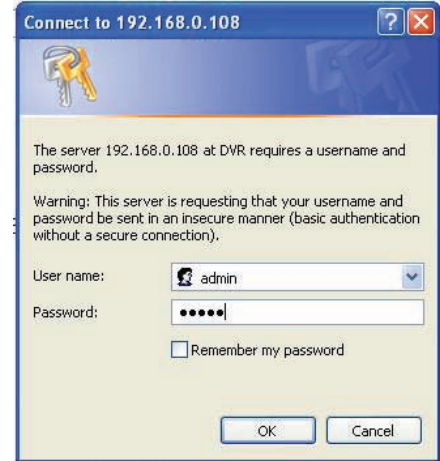 Connect to 192.168.0.108
The server 192.168.0.108 at DVR requires a username and
password.
Warning: This server is requesting that your username and
password be sent in an insecure manner (basic authentication
without a secure connection).
User name:
admin
Password:
•••••
Remember my password
OK
Cancel